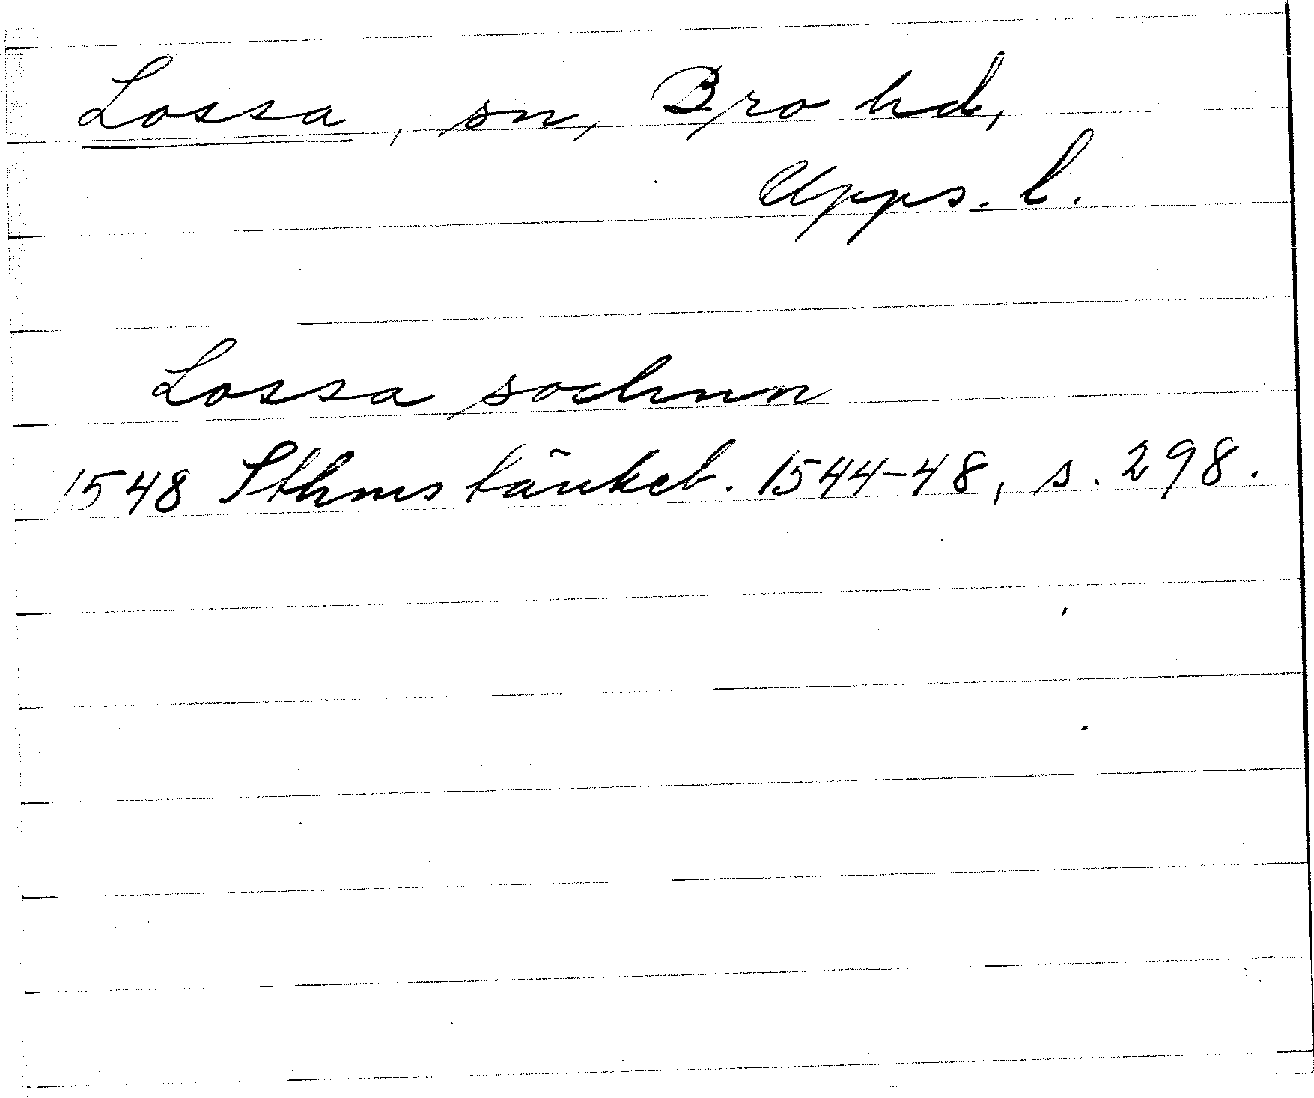 Lossa, sn, Bro hd,
Upps. l.
Lossa sochnn
1548 Sthms tänkeb. 1544-48, s. 298.